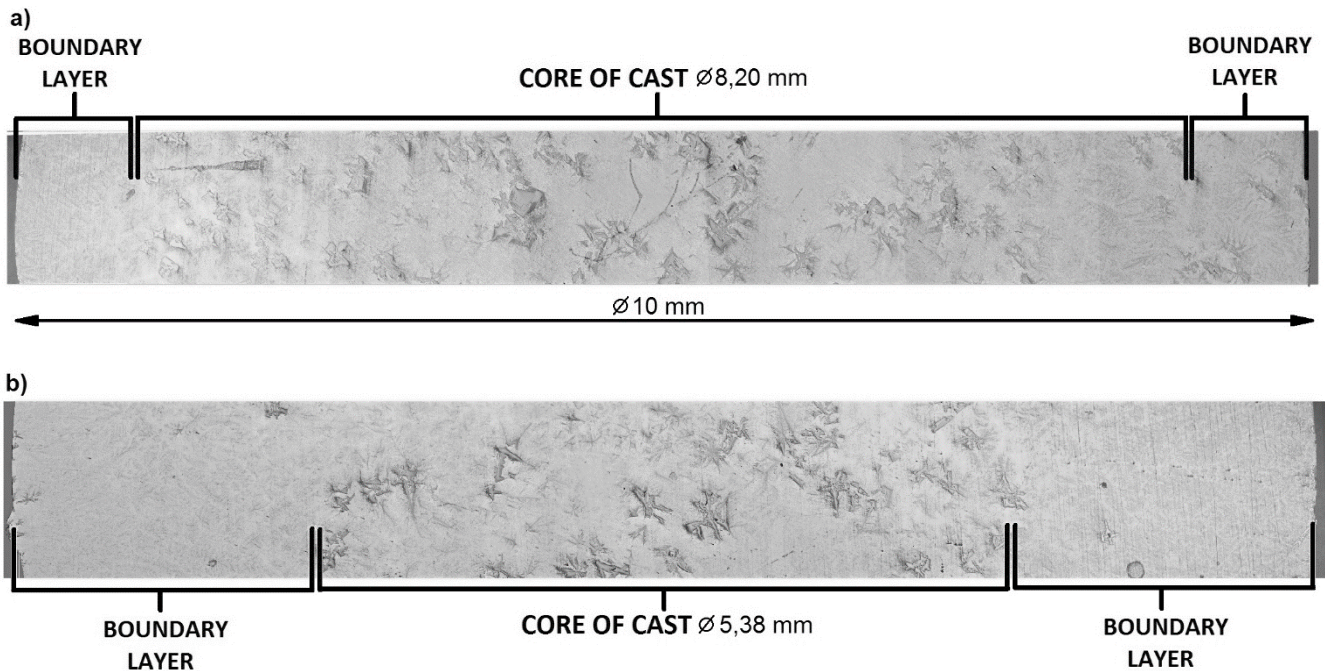 a)
BOUNDARY
LAYER
CORE OF CAST ∅8,20 mm
BOUNDARY
LAYER
∅10 mm
b)
BOUNDARY
LAYER
CORE OF CAST ∅5,38 mm
BOUNDARY
LAYER